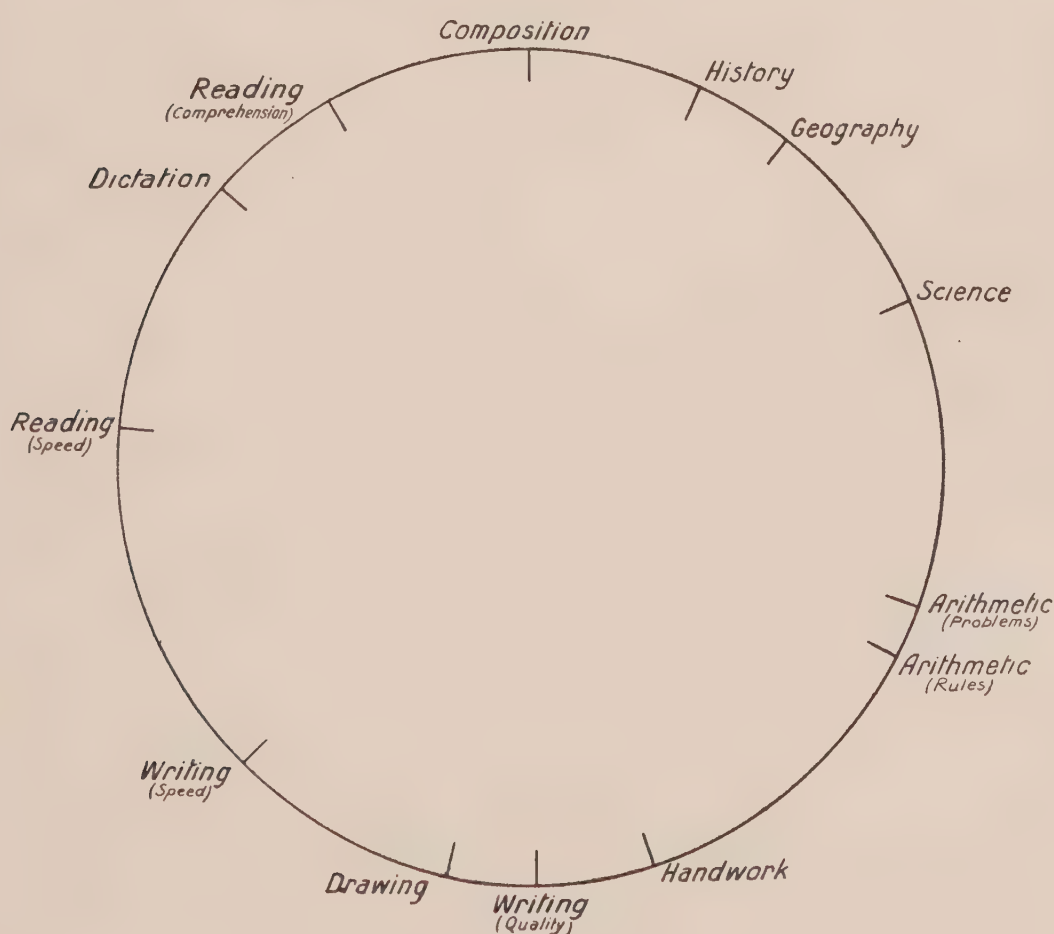 Composition
History
Geography
Science
Arithmetic
(Problems)
Arithmetic
(Rules)
Handwork
Writing
(Quality)
Drawing
Writing
(Speed)
Reading
(Speed)
Dictation
Reading
(Comprehension)